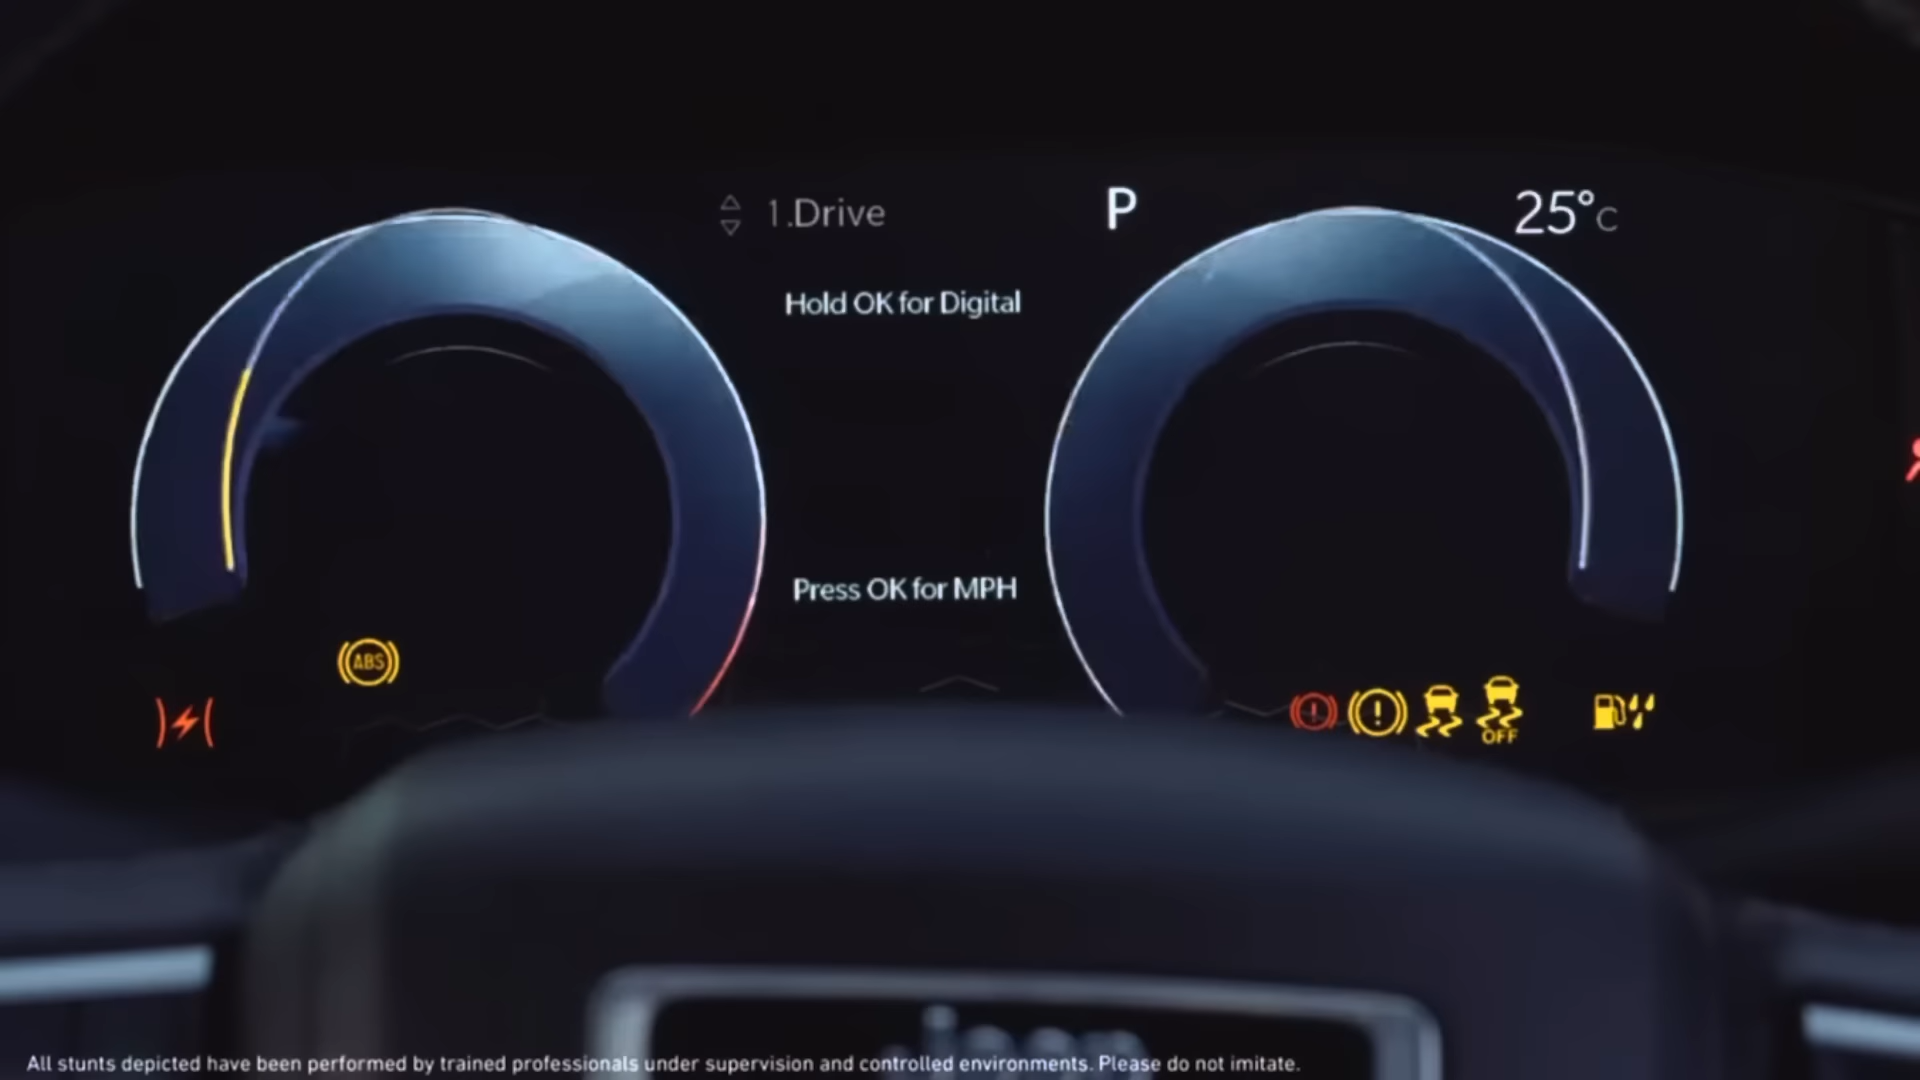 1.Drive
P
25°C
Hold OK for Digital
Press OK for MPH
ABS
OFF
Jeep
All stunts depicted have been performed by trained professionals under supervision and controlled environments. Please do not imitate.